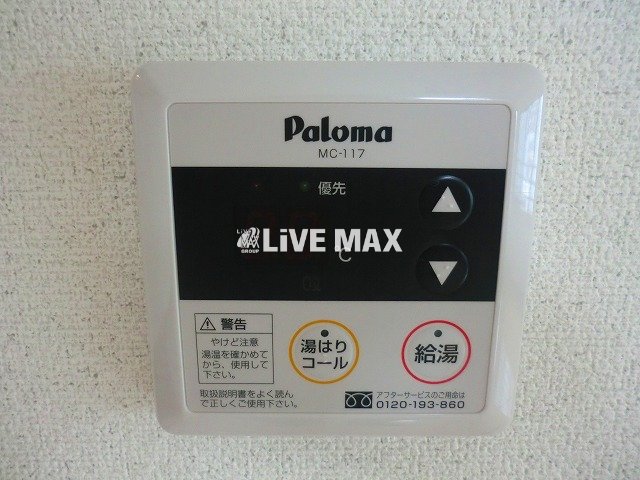 Paloma
MC-117
優先
LiVE MAX
GROUP
℃
警告
やけど注意
湯温を確かめて
から、使用して
下さい。
取扱説明書をよく読ん
で正しくご使用下さい。
湯はり
コール
給湯
アフターサービスのご用命は
0120-193-860